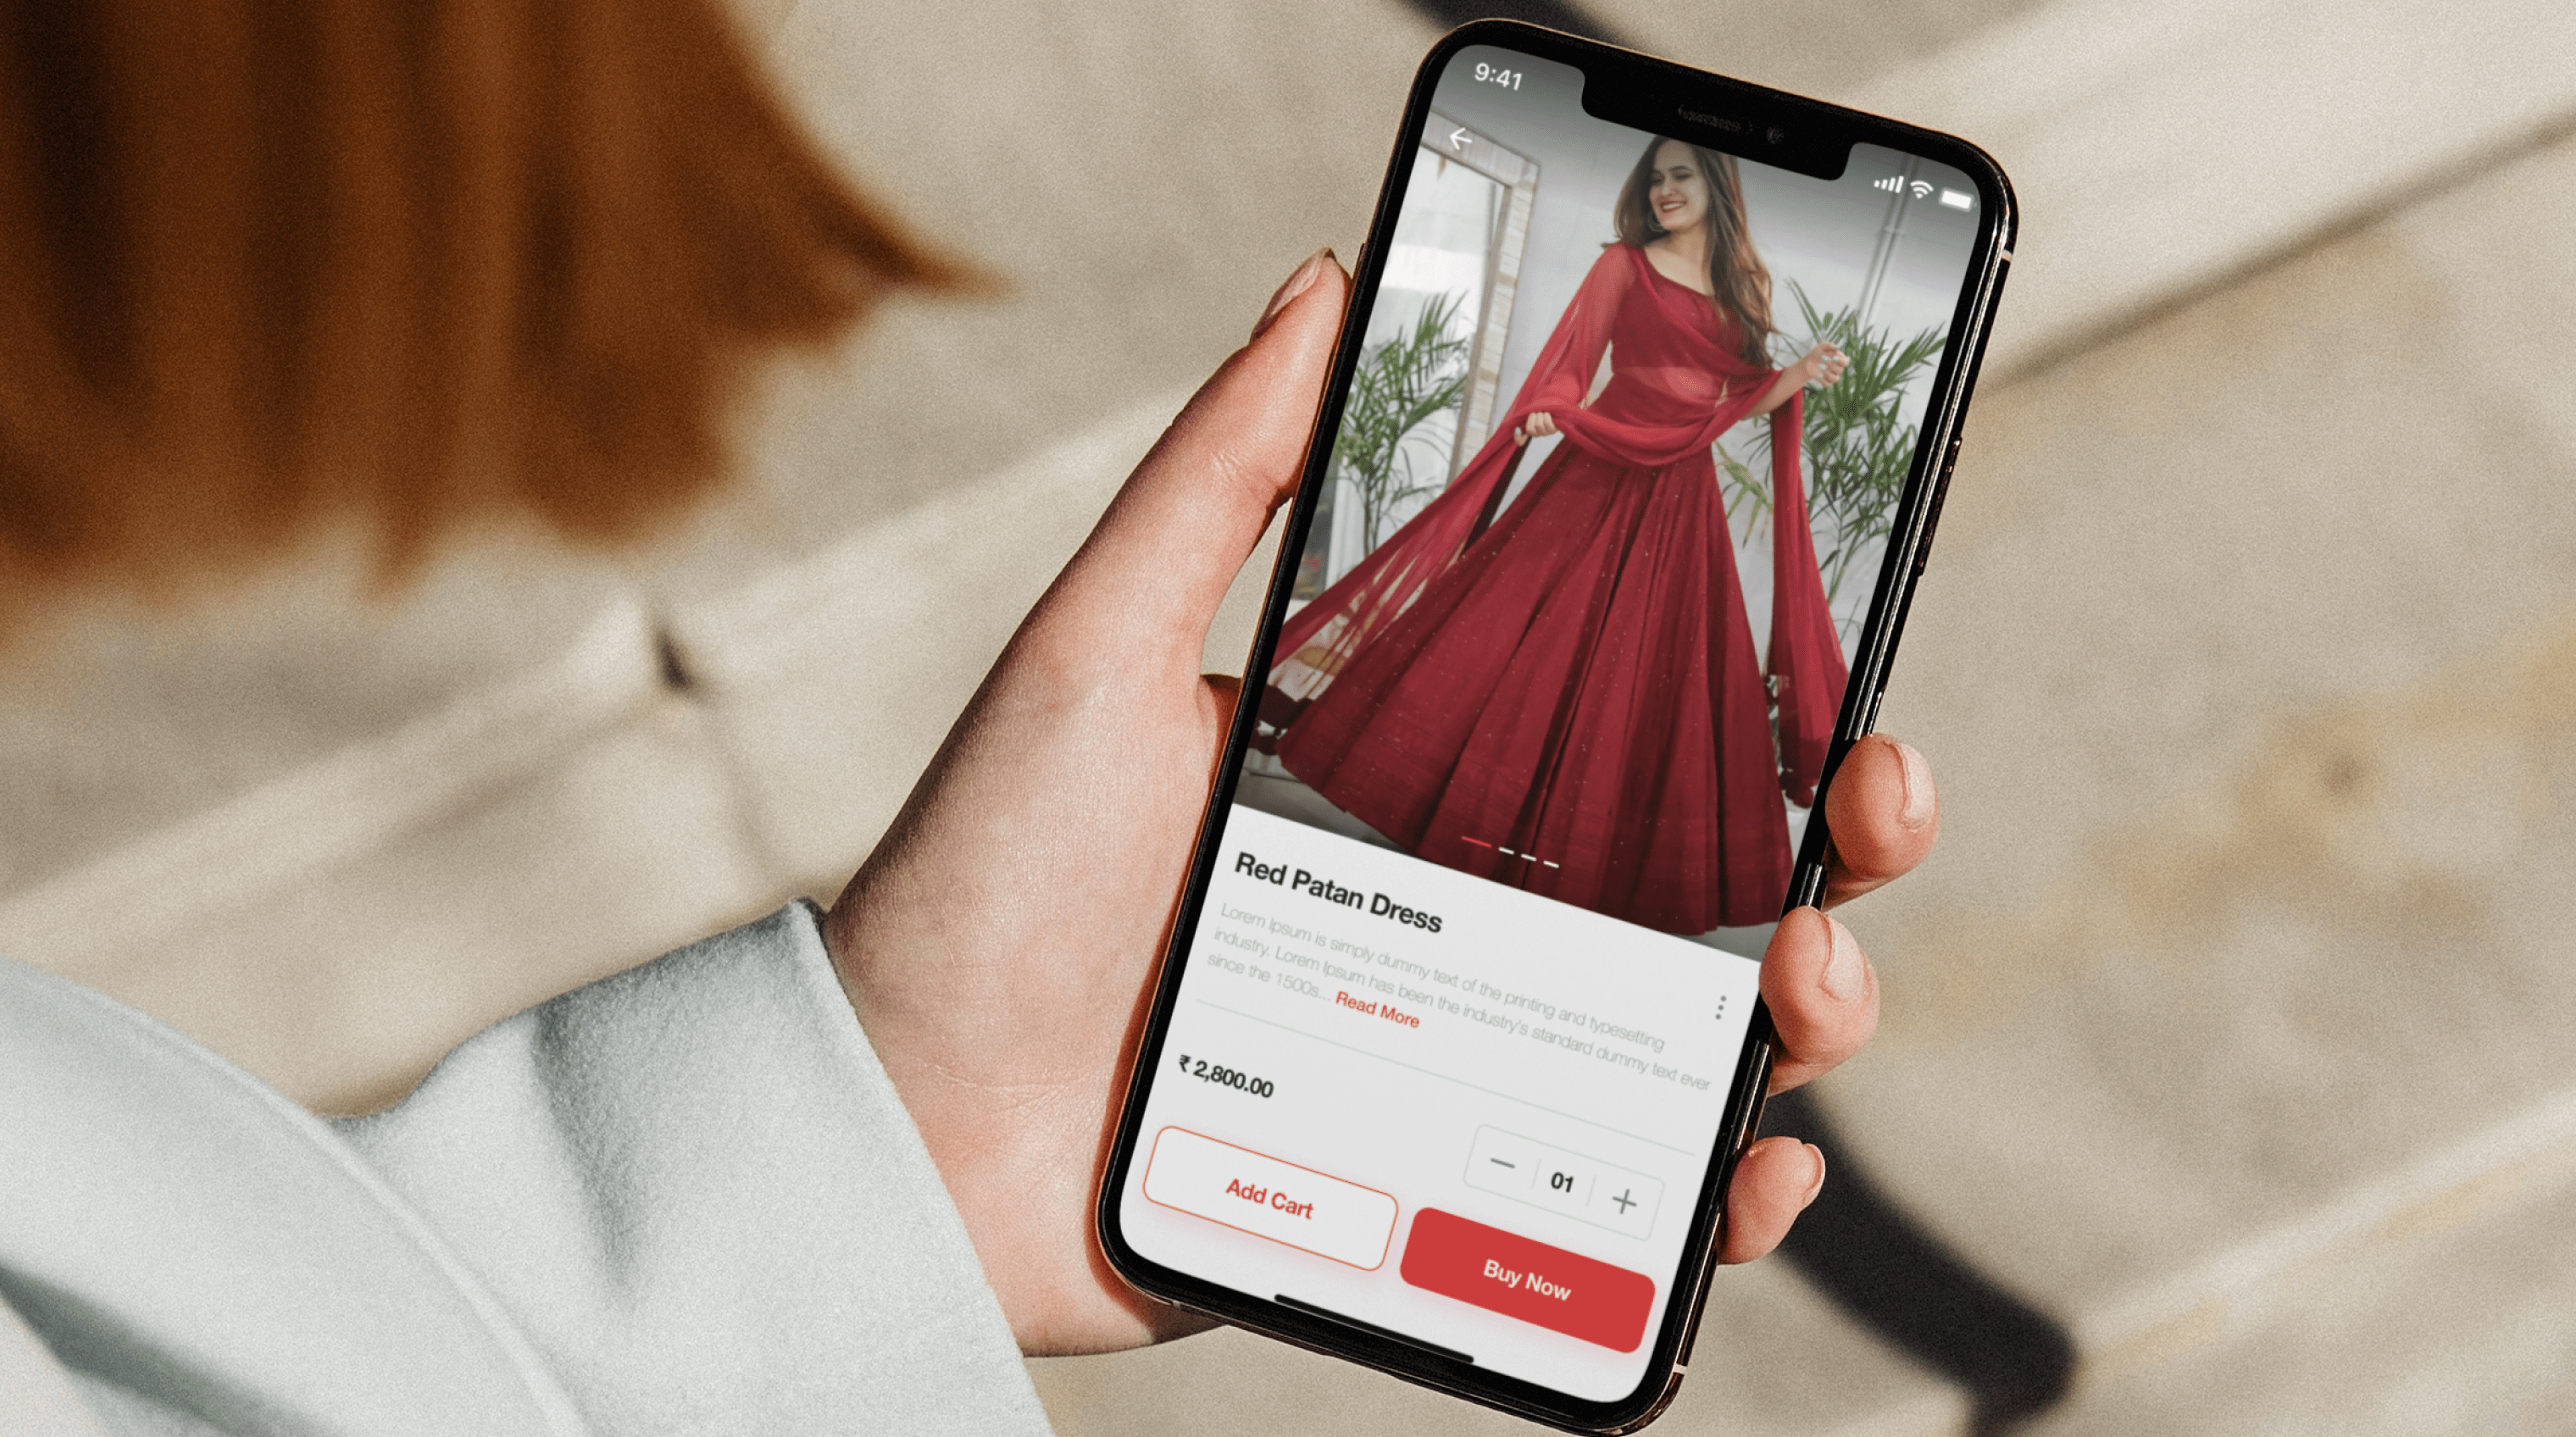 9:41
Red Patan Dress
Lorem Ipsum is simply dummy text of the printing and typesetting
industry. Lorem Ipsum has been the industry's standard dummy text ever
since the 1500s... Read More
₹ 2,800.00
01
Add Cart
Buy Now